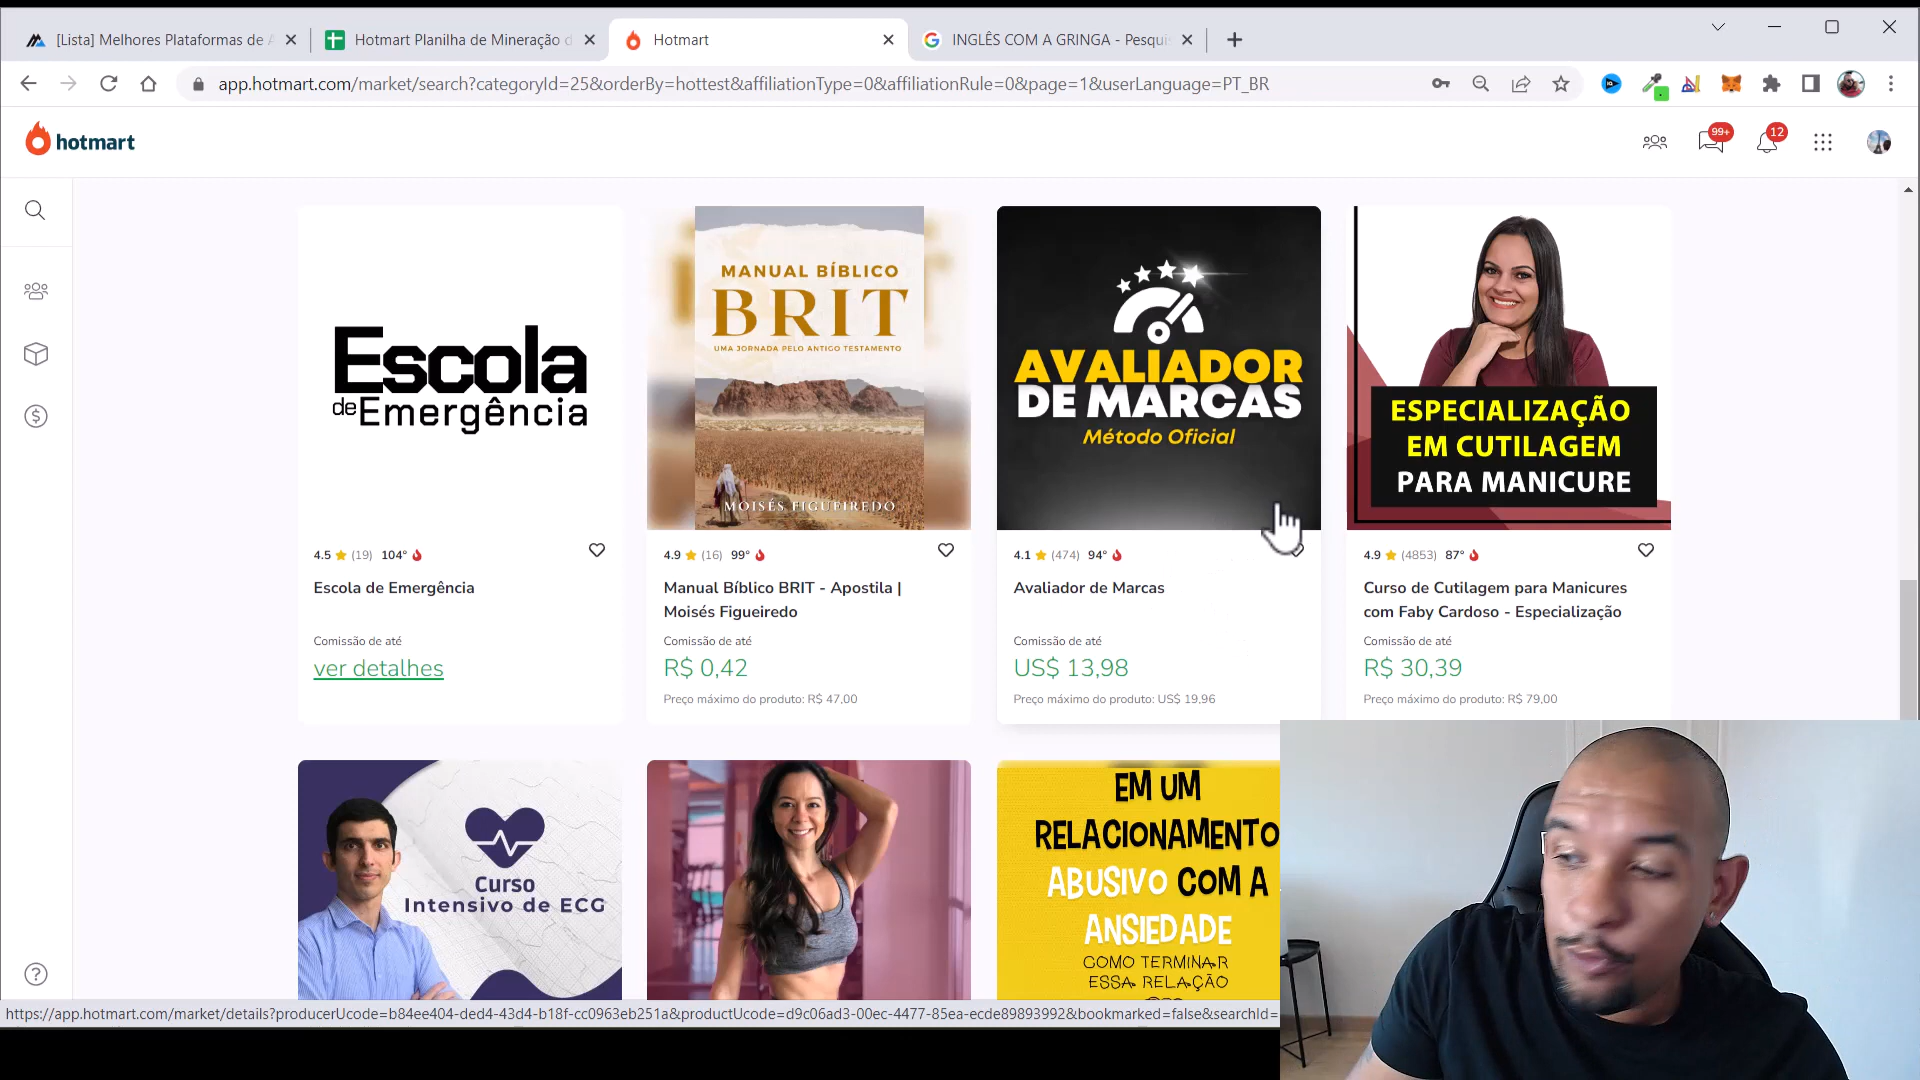 [Lista] Melhores Plataformas de A
Hotmart Planilha de Mineração d
Hotmart
INGLÊS COM A GRINGA - Pesqui
app.hotmart.com/market/search?categoryId=25&orderBy=hottest&affiliationType=0&affiliationRule=0&page=1&userLanguage=PT_BR
hotmart
99+
12
Escola
de Emergência
MANUAL BÍBLICO
BRIT
UMA JORNADA PELO ANTIGO TESTAMENTO
MOISÉS FIGUEIREDO
AVALIADOR
DE MARCAS
Método Oficial
ESPECIALIZAÇÃO
EM CUTILAGEM
PARA MANICURE
4.5 (19) 104°
Escola de Emergência
Comissão de até
ver detalhes
4.9 (16) 99°
Manual Bíblico BRIT - Apostila |
Moisés Figueiredo
Comissão de até
R$ 0,42
Preço máximo do produto: R$ 47,00
4.1 (474) 94°
Avaliador de Marcas
Comissão de até
US$ 13,98
Preço máximo do produto: US$ 19,96
4.9 (4853) 87°
Curso de Cutilagem para Manicures
com Faby Cardoso - Especialização
Comissão de até
R$ 30,39
Preço máximo do produto: R$ 79,00
Curso
Intensivo de ECG
EM UM
RELACIONAMENTO
ABUSIVO COM A
ANSIEDADE
COMO TERMINAR
ESSA RELAÇÃO
https://app.hotmart.com/market/details?producerUcode=b84ee404-ded4-43d4-b18f-cc0963eb251a&productUcode=d9c06ad3-00ec-4477-85ea-ecde89893992&bookmarked=false&searchId=